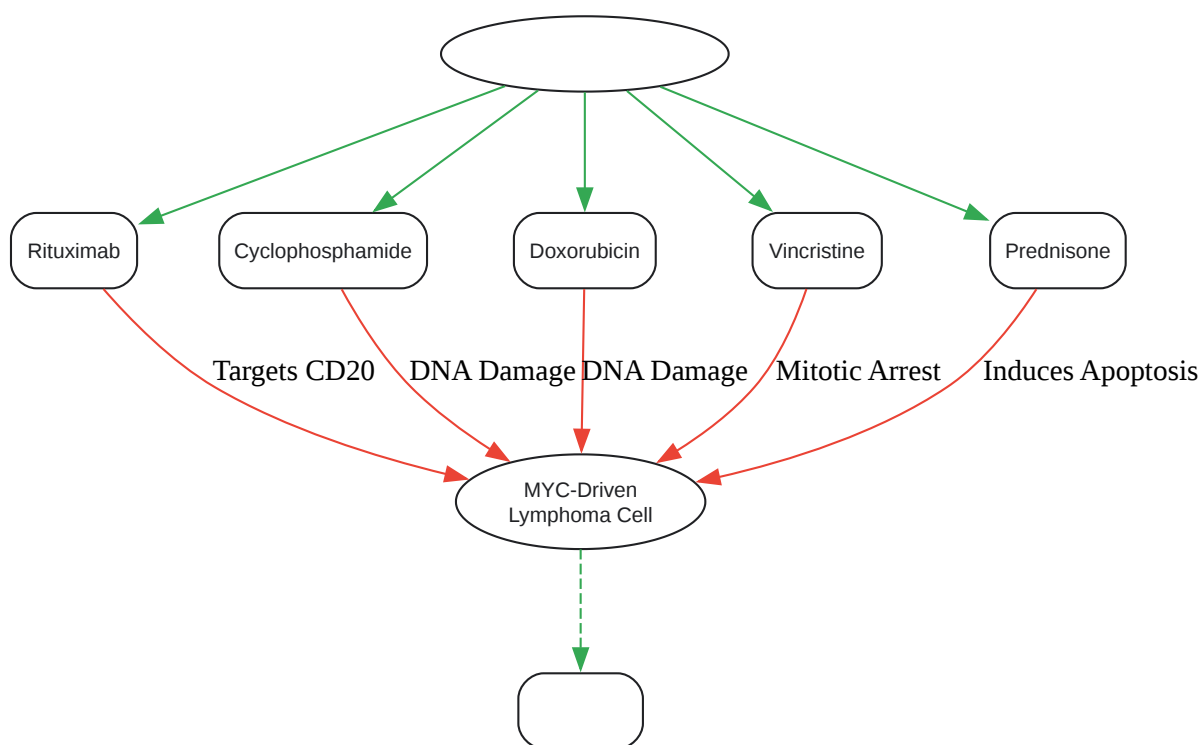 Rituximab
Cyclophosphamide
Doxorubicin
Vincristine
Prednisone
Targets CD20
DNA Damage
DNA Damage
Mitotic Arrest
Induces Apoptosis
MYC-Driven
Lymphoma Cell